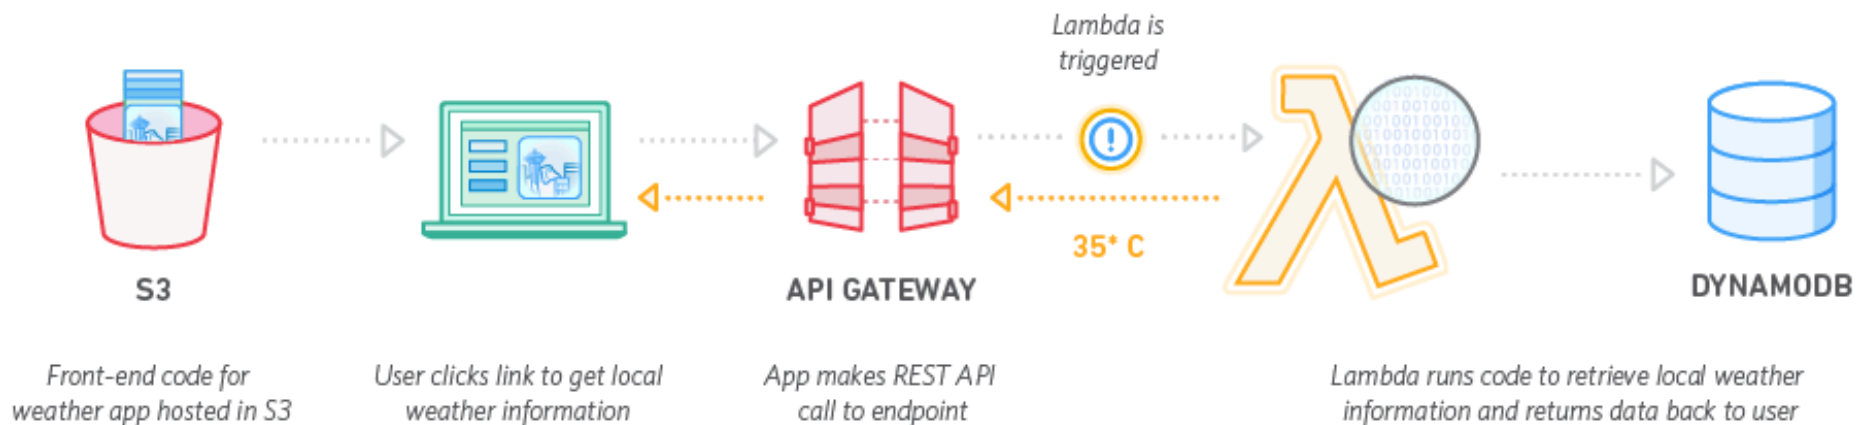 Lambda is
triggered
35* C
S3
API GATEWAY
DYNAMODB
Front-end code for
weather app hosted in S3
User clicks link to get local
weather information
App makes REST API
call to endpoint
Lambda runs code to retrieve local weather
information and returns data back to user